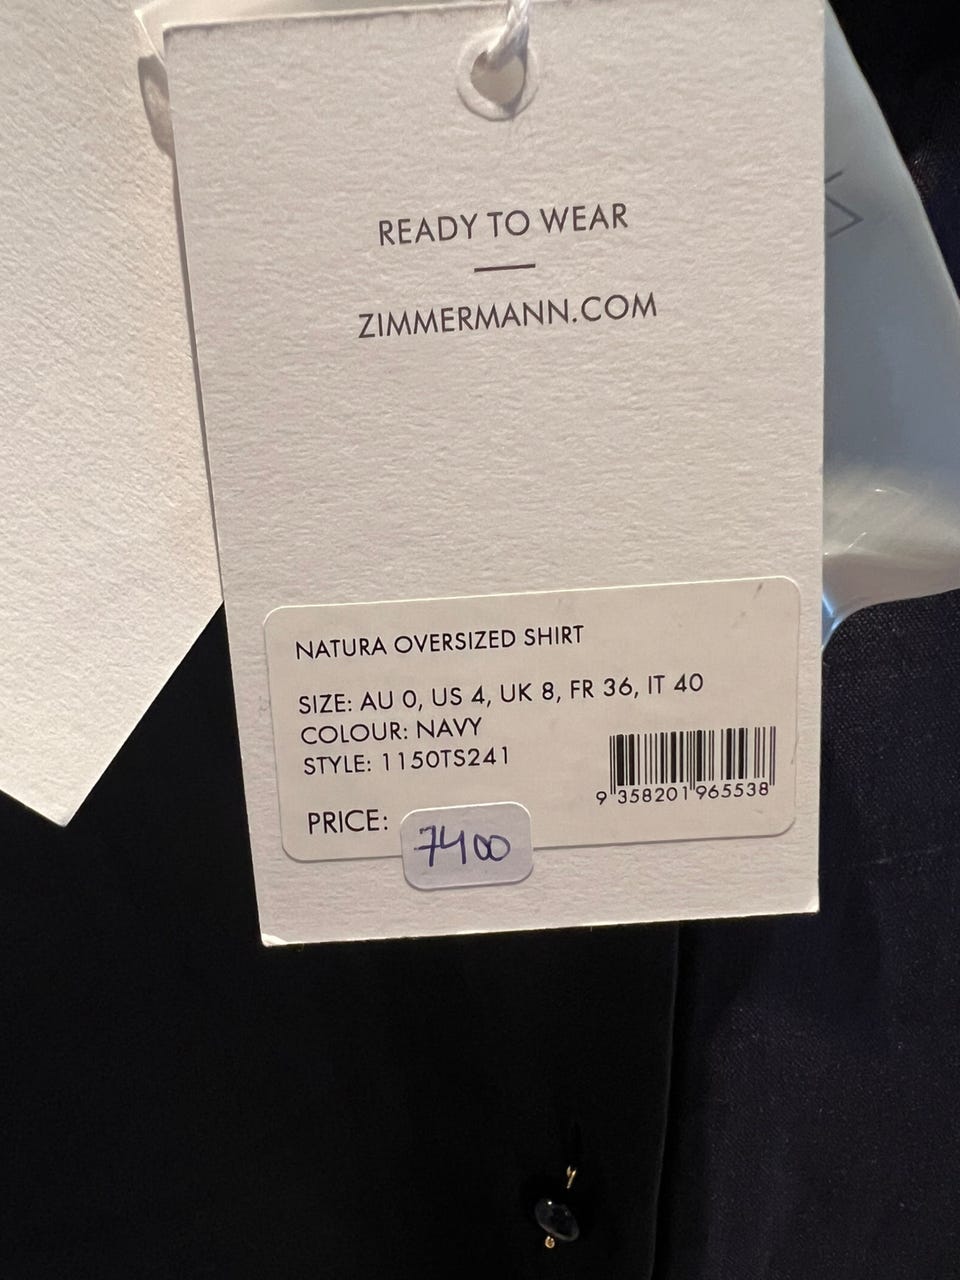 READY TO WEAR
ZIMMERMANN.COM
NATURA OVERSIZED SHIRT
SIZE: AU 0, US 4, UK 8, FR 36, IT 40
COLOUR: NAVY
STYLE: 1150TS241
9 358201 965538
PRICE: 7400